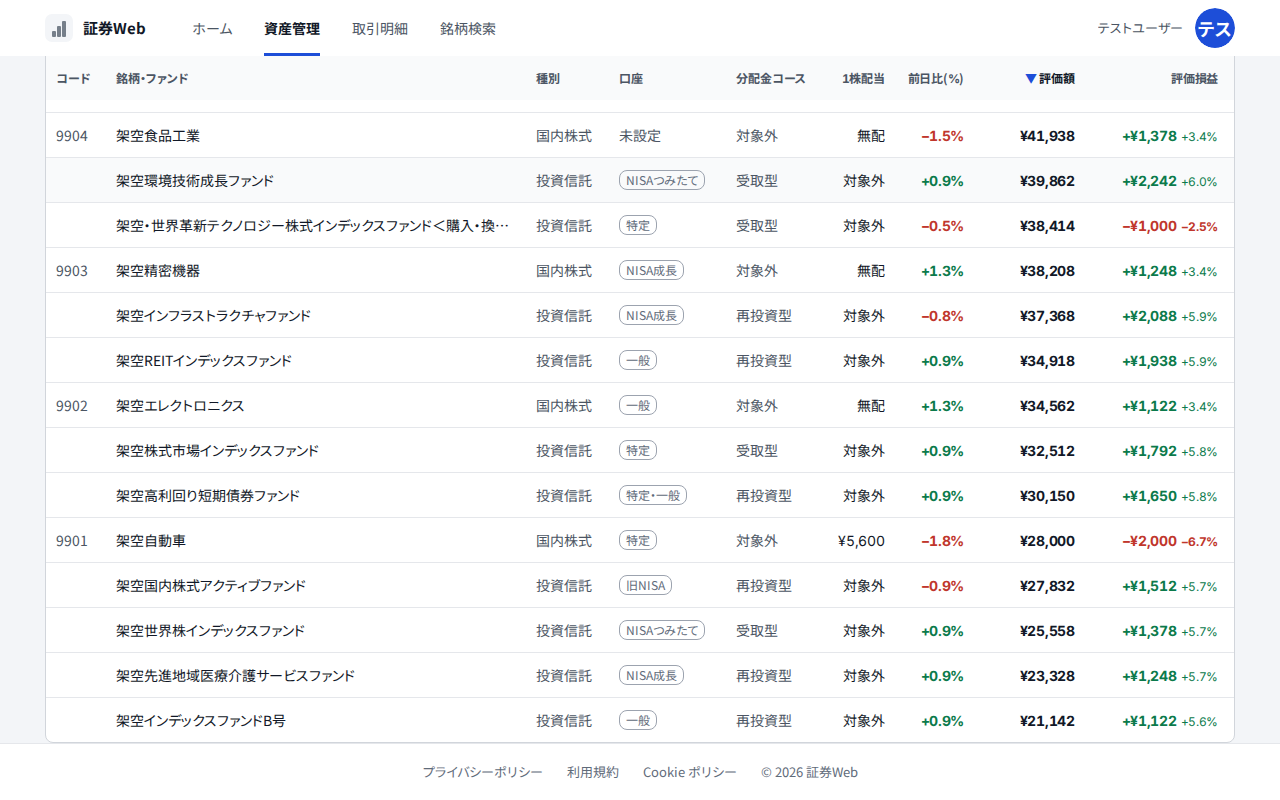 証券Web ホーム 資産管理 取引明細 銘柄検索 テストユーザー テス
コード 銘柄・ファンド 種別 口座 分配金コース 1株配当 前日比(%) ▼評価額 評価損益
9904 架空食品工業 国内株式 未設定 対象外 無配 −1.5% ¥41,938 +¥1,378 +3.4%
架空環境技術成長ファンド 投資信託 NISAつみたて 受取型 対象外 +0.9% ¥39,862 +¥2,242 +6.0%
架空・世界革新テクノロジー株式インデックスファンド＜購入・換… 投資信託 特定 受取型 対象外 −0.5% ¥38,414 −¥1,000 −2.5%
9903 架空精密機器 国内株式 NISA成長 対象外 無配 +1.3% ¥38,208 +¥1,248 +3.4%
架空インフラストラクチャファンド 投資信託 NISA成長 再投資型 対象外 −0.8% ¥37,368 +¥2,088 +5.9%
架空REITインデックスファンド 投資信託 一般 再投資型 対象外 +0.9% ¥34,918 +¥1,938 +5.9%
9902 架空エレクトロニクス 国内株式 一般 対象外 無配 +1.3% ¥34,562 +¥1,122 +3.4%
架空株式市場インデックスファンド 投資信託 特定 受取型 対象外 +0.9% ¥32,512 +¥1,792 +5.8%
架空高利回り短期債券ファンド 投資信託 特定・一般 再投資型 対象外 +0.9% ¥30,150 +¥1,650 +5.8%
9901 架空自動車 国内株式 特定 対象外 ¥5,600 −1.8% ¥28,000 −¥2,000 −6.7%
架空国内株式アクティブファンド 投資信託 旧NISA 再投資型 対象外 −0.9% ¥27,832 +¥1,512 +5.7%
架空世界株インデックスファンド 投資信託 NISAつみたて 受取型 対象外 +0.9% ¥25,558 +¥1,378 +5.7%
架空先進地域医療介護サービスファンド 投資信託 NISA成長 再投資型 対象外 +0.9% ¥23,328 +¥1,248 +5.7%
架空インデックスファンドB号 投資信託 一般 再投資型 対象外 +0.9% ¥21,142 +¥1,122 +5.6%
プライバシーポリシー 利用規約 Cookie ポリシー © 2026 証券Web